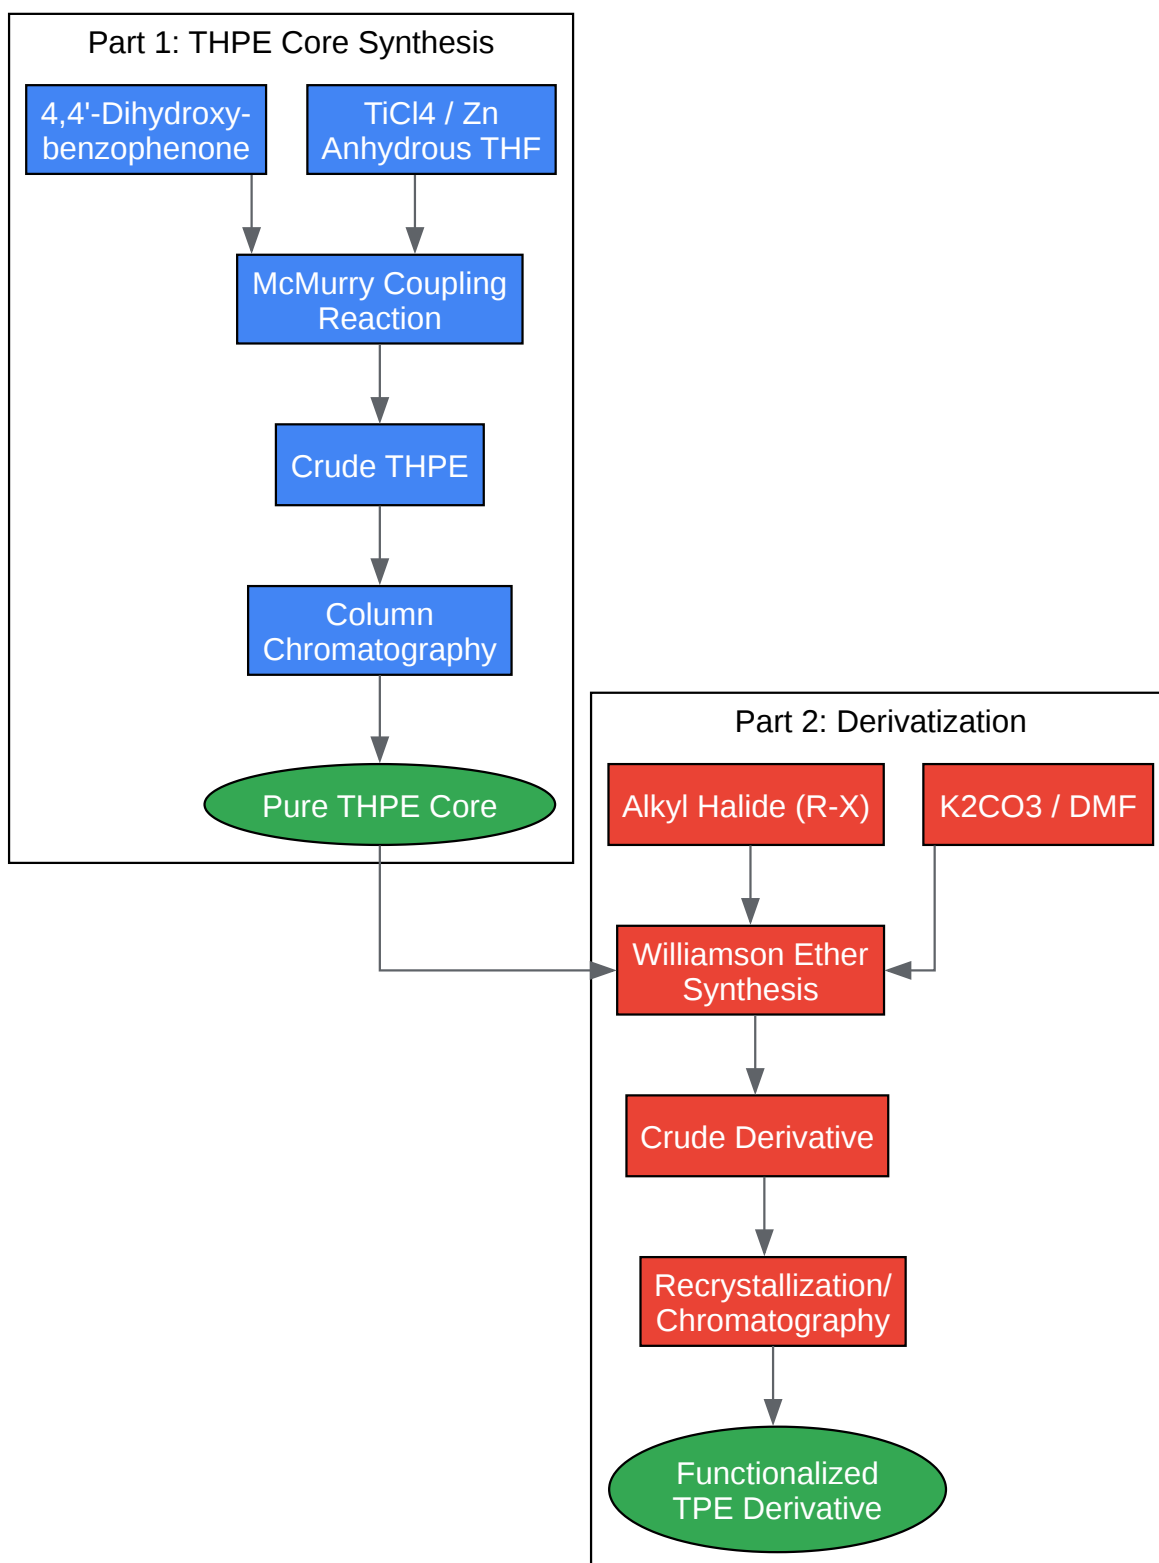 Part 1: THPE Core Synthesis
4,4'-Dihydroxy-
benzophenone
TiCl4 / Zn
Anhydrous THF
McMurry Coupling
Reaction
Crude THPE
Column
Chromatography
Pure THPE Core
Part 2: Derivatization
Alkyl Halide (R-X)
K2CO3 / DMF
Williamson Ether
Synthesis
Crude Derivative
Recrystallization/
Chromatography
Functionalized
TPE Derivative